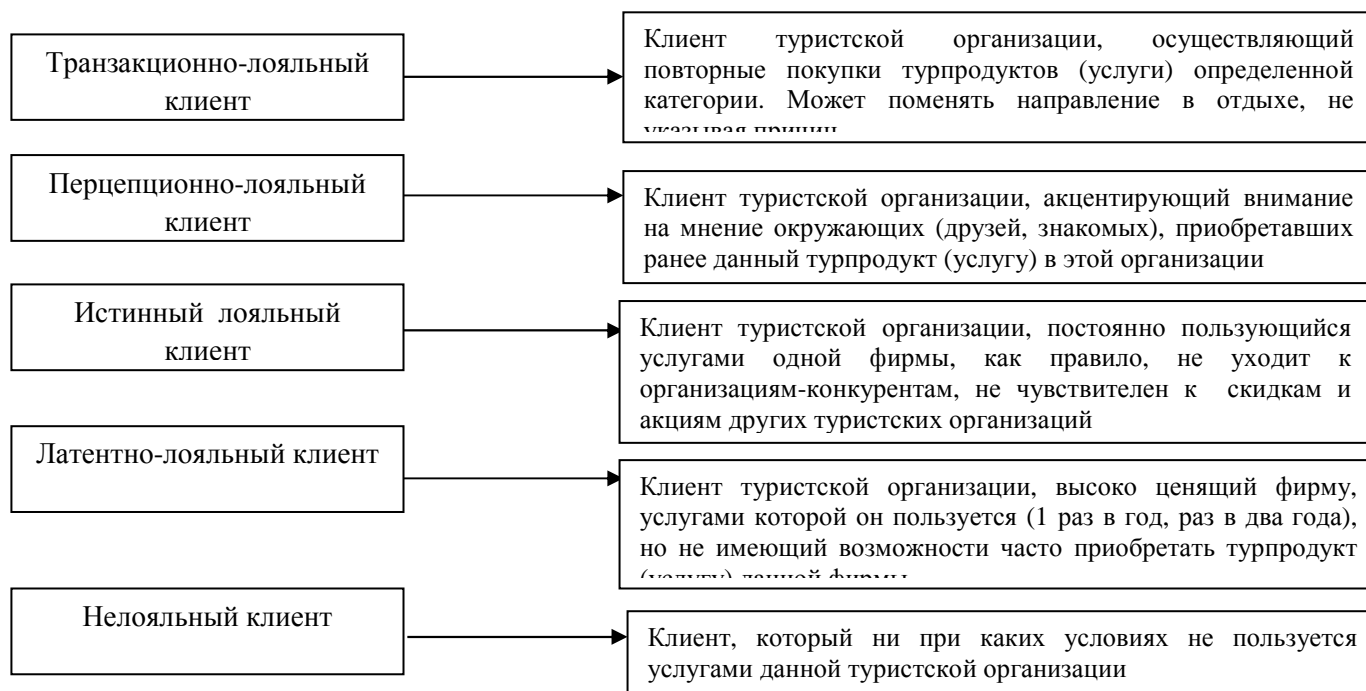 Транзакционно-лояльный
клиент
Клиент туристской организации, осуществляющий
повторные покупки турпродуктов (услуги) определенной
категории. Может поменять направление в отдыхе, не
указывая причин
Перцепционно-лояльный
клиент
Клиент туристской организации, акцентирующий внимание
на мнение окружающих (друзей, знакомых), приобретавших
ранее данный турпродукт (услугу) в этой организации
Истинный лояльный
клиент
Клиент туристской организации, постоянно пользующийся
услугами одной фирмы, как правило, не уходит к
организациям-конкурентам, не чувствителен к скидкам и
акциям других туристских организаций
Латентно-лояльный клиент
Клиент туристской организации, высоко ценящий фирму,
услугами которой он пользуется (1 раз в год, раз в два года),
но не имеющий возможности часто приобретать турпродукт
(услугу) данной фирмы
Нелояльный клиент
Клиент, который ни при каких условиях не пользуется
услугами данной туристской организации